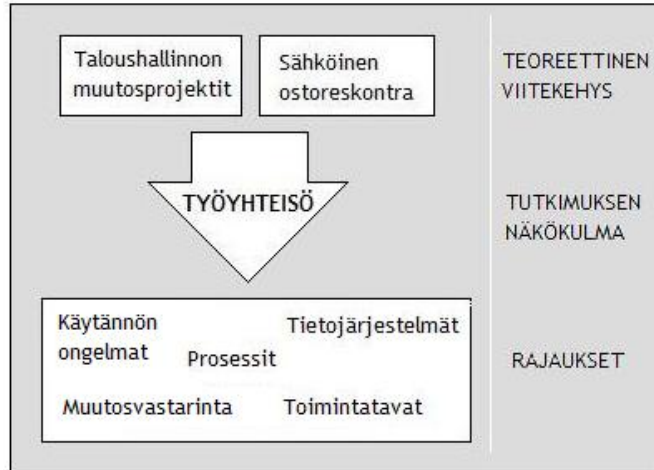 Taloushallinnon
muutosprojektit
Sähköinen
ostoreskontra
TEOREETTINEN
VIITEKEHYS
TYÖYHTEISÖ
TUTKIMUKSEN
NÄKÖKULMA
Käytännön
ongelmat
Tietojärjestelmät
Prosessit
Muutosvastarinta
Toimintatavat
RAJAUKSET